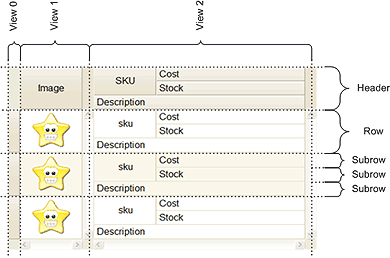 View 0
View 1
View 2
Image
SKU
Cost
Stock
Description
Header
sku
Cost
Stock
Description
Row
sku
Cost
Stock
Description
Subrow
Subrow
Subrow
sku
Cost
Stock
Description